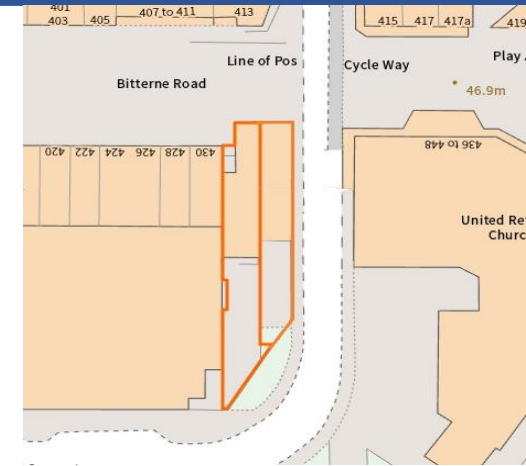 401
403
405
407 to 411
413
415
417
417a
419
Line of Pos
Cycle Way
Play
Bitterne Road
46.9m
420
422
424
426
428
430
436 to 448
United Re
Churc